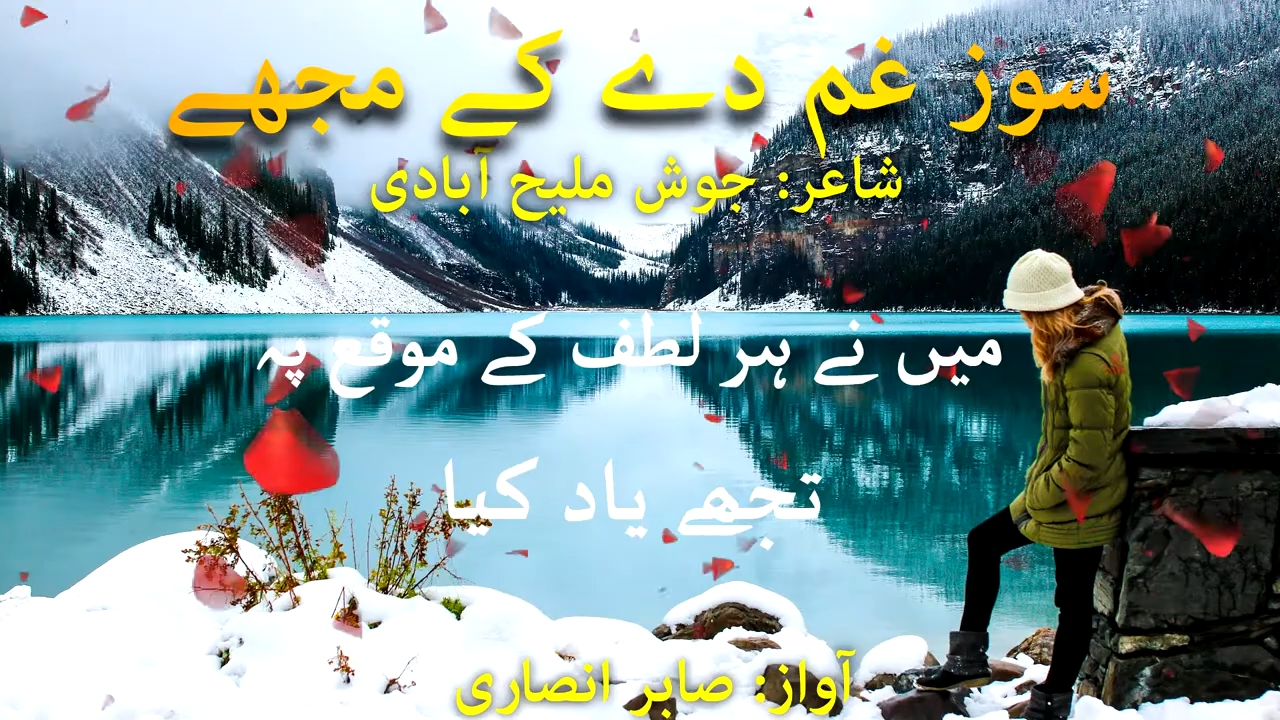 سوز غم دے کے مجھے
شاعر: جوش ملیح آبادی
میں نے ہر لطف کے موقع پہ
تجھے یاد کیا
آواز: صابر انصاری